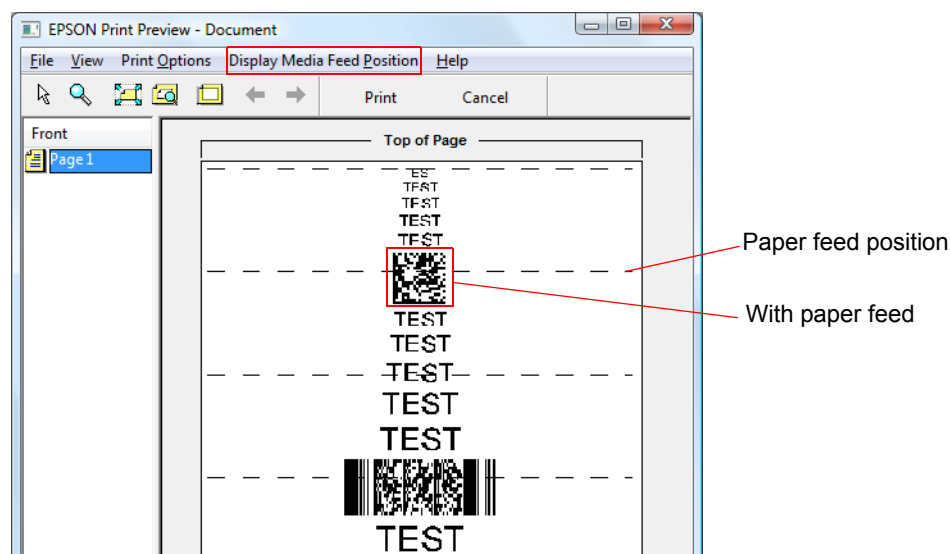 EPSON Print Preview - Document
File View Print Options Display Media Feed Position Help
Print Cancel
Front
Page 1
Top of Page
ES
TEST
TEST
TEST
TEST
Paper feed position
With paper feed
TEST
TEST
TEST
TEST
TEST
TEST